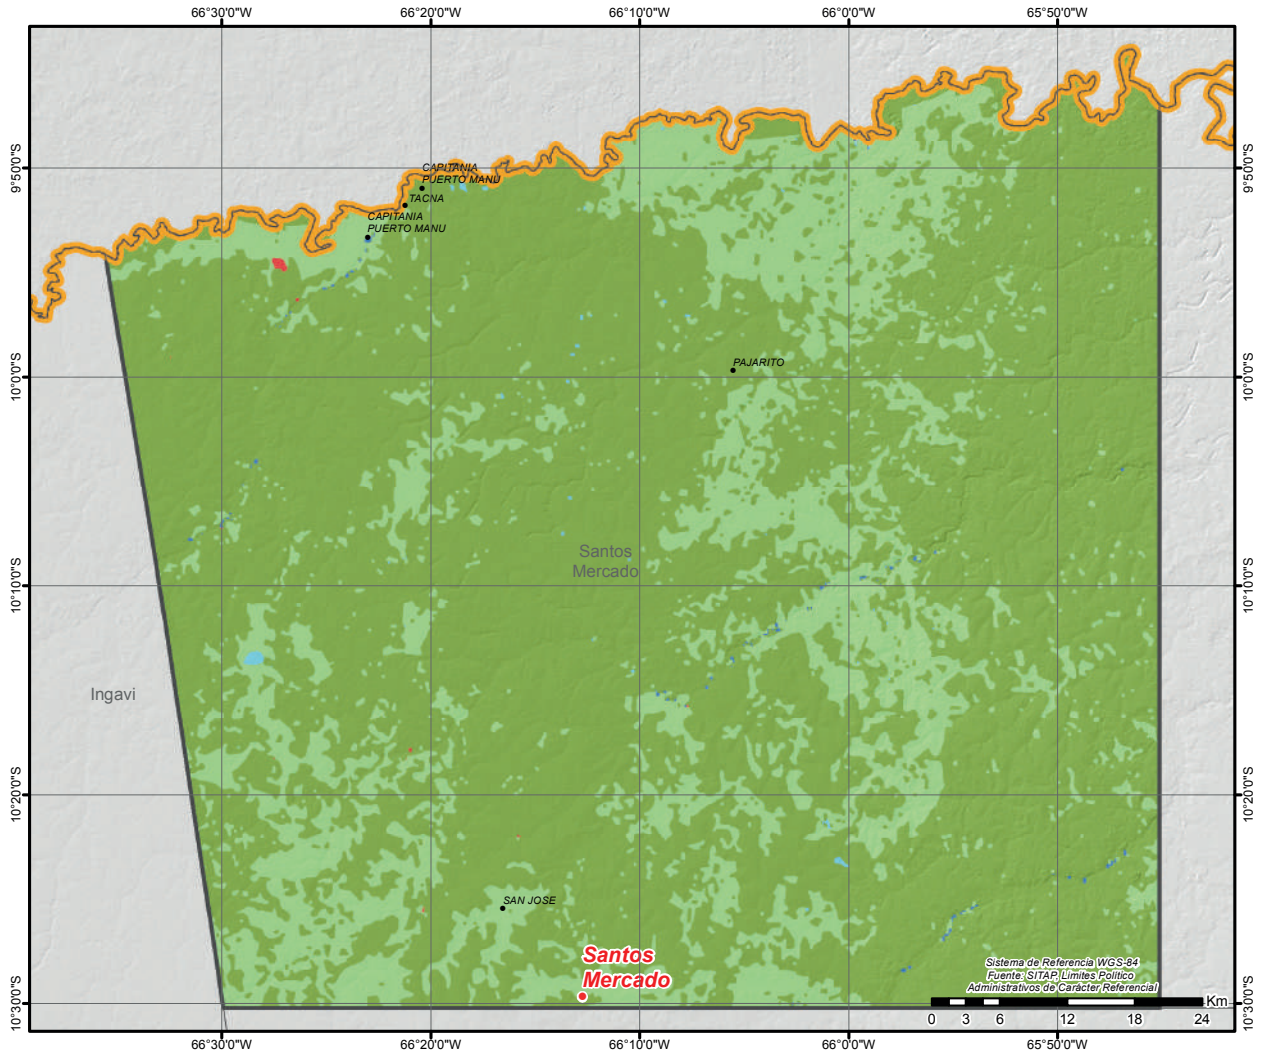 66°30'0"W 66°20'0"W 66°10'0"W 66°0'0"W 65°50'0"W
9°50'0"S 9°50'0"S
CAPITANIA
PUERTO MANU
TACNA
CAPITANIA
PUERTO MANU
PAJARITO
10°0'0"S 10°0'0"S
Santos
Mercado
10°10'0"S 10°10'0"S
Ingavi
10°20'0"S 10°20'0"S
SAN JOSE
Santos
Mercado
Sistema de Referencia WGS-84
Fuente: SITAP, Limites Político
Administrativos de Carácter Referencial
10°30'0"S 10°30'0"S
Km
0 3 6 12 18 24
66°30'0"W 66°20'0"W 66°10'0"W 66°0'0"W 65°50'0"W